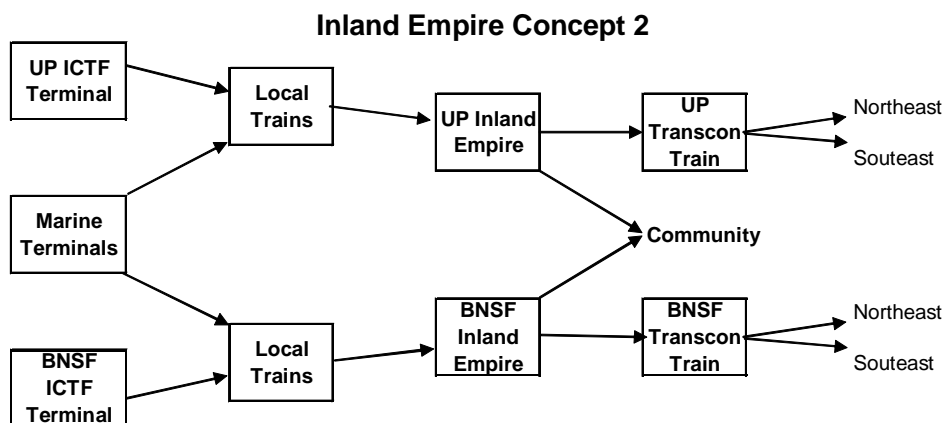 Inland Empire Concept 2
UP ICTF
Terminal
Local
Trains
UP Inland
Empire
UP
Transcon
Train
Northeast
Souteast
Marine
Terminals
Community
BNSF
ICTF
Terminal
Local
Trains
BNSF
Inland
Empire
BNSF
Transcon
Train
Northeast
Souteast